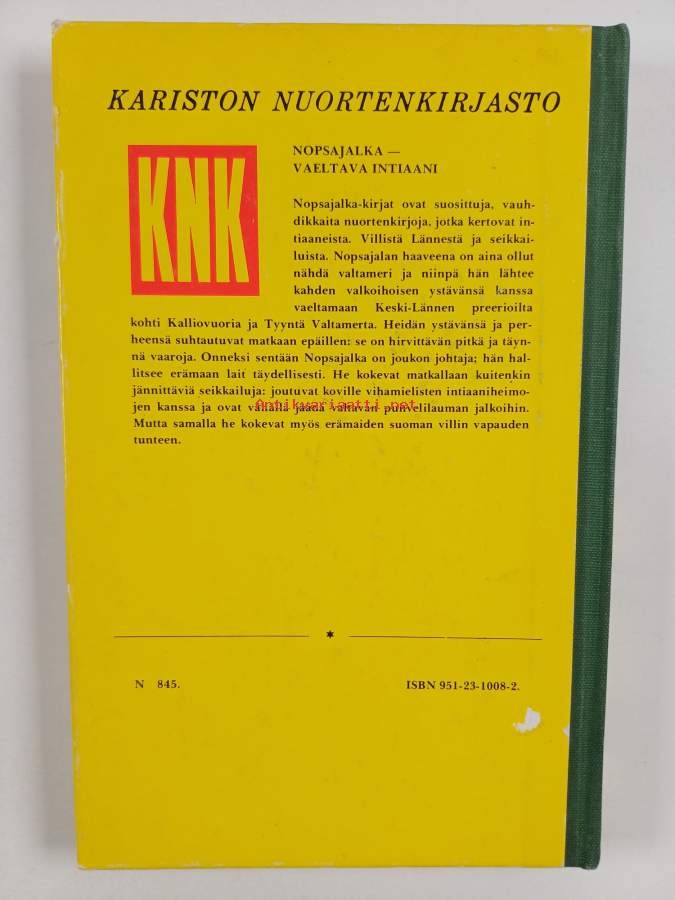 KARISTON NUORTENKIRJASTO
KNK
NOPSAJALKA —
VAELTAVA INTIAANI
Nopsajalka-kirjat ovat suosittuja, vauh-
dikkaita nuortenkirjoja, jotka kertovat in-
tiaaneista. Villistä Lännestä ja seikkai-
luista. Nopsajalan haaveena on aina ollut
nähdä valtameri ja niinpä hän lähtee
kahden valkoihoisen ystävänsä kanssa
vaeltamaan Keski-Lännen preerioilta
kohti Kalliovuoria ja Tyyntä Valtamerta. Heidän ystävänsä ja per-
heensä suhtautuvat matkaan epäillen: se on hirvittävän pitkä ja täyn-
nä vaaroja. Onneksi sentään Nopsajalka on joukon johtaja; hän hal-
litsee erämaan lait täydellisesti. He kokevat matkallaan kuitenkin
jännittäviä seikkailuja: joutuvat koville vihamielisten intiaaniheimo-
jen kanssa ja ovat vähällä jäädä valtavan puhvelilauman jalkoihin.
Antikvariaatti.net
Mutta samalla he kokevat myös erämaiden suoman villin vapauden
tunteen.
N 845.
ISBN 951-23-1008-2.